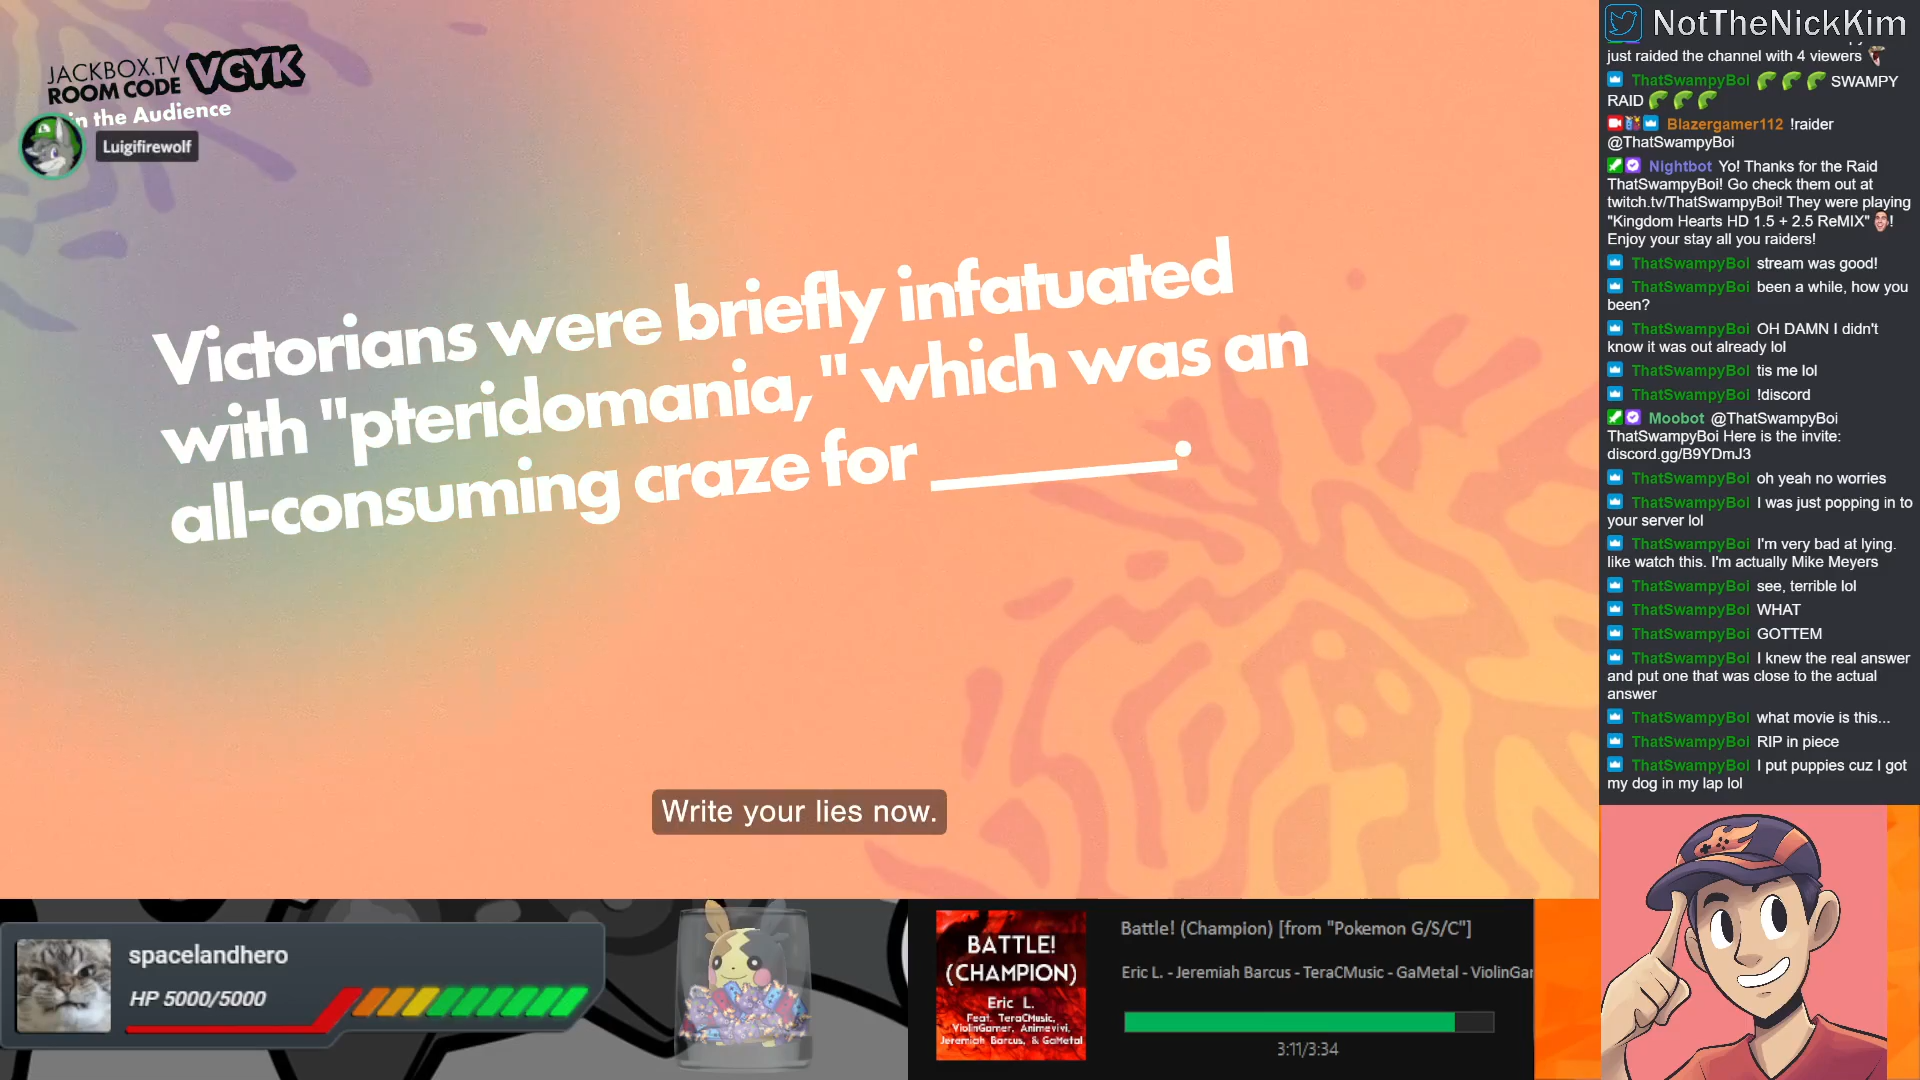 JACKBOX.TV
ROOM CODE
VGYK
in the Audience
Luigifirewolf
Victorians were briefly infatuated
with "pteridomania," which was an
all-consuming craze for ________.
Write your lies now.
NotTheNickKim
just raided the channel with 4 viewers
ThatSwampyBoi SWAMPY
RAID
Blazergamer112 !raider
@ThatSwampyBoi
Nightbot Yo! Thanks for the Raid
ThatSwampyBoi! Go check them out at
twitch.tv/ThatSwampyBoi! They were playing
"Kingdom Hearts HD 1.5 + 2.5 ReMIX" !
Enjoy your stay all you raiders!
ThatSwampyBoi stream was good!
ThatSwampyBoi been a while, how you
been?
ThatSwampyBoi OH DAMN I didn't
know it was out already lol
ThatSwampyBoi tis me lol
ThatSwampyBoi !discord
Moobot @ThatSwampyBoi
ThatSwampyBoi Here is the invite:
discord.gg/B9YDmJ3
ThatSwampyBoi oh yeah no worries
ThatSwampyBoi I was just popping in to
your server lol
ThatSwampyBoi I'm very bad at lying.
like watch this. I'm actually Mike Meyers
ThatSwampyBoi see, terrible lol
ThatSwampyBoi WHAT
ThatSwampyBoi GOTTEM
ThatSwampyBoi I knew the real answer
and put one that was close to the actual
answer
ThatSwampyBoi what movie is this...
ThatSwampyBoi RIP in piece
ThatSwampyBoi I put puppies cuz I got
my dog in my lap lol
spacelandhero
HP 5000/5000
BATTLE!
(CHAMPION)
Eric L.
Feat. TeraCMusic,
ViolinGamer, Animevivi,
Jeremiah Barcus, & GaMetal
Battle! (Champion) [from "Pokemon G/S/C"]
Eric L. - Jeremiah Barcus - TeraCMusic - GaMetal - ViolinGar
3:11/3:34